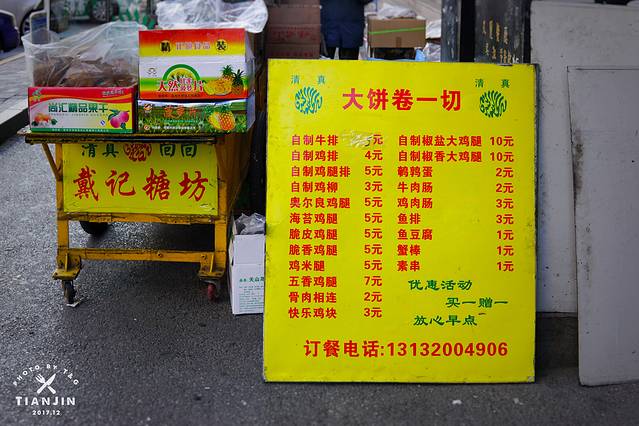 清真
清真
大饼卷一切
自制牛排 5元
自制鸡排 4元
自制鸡腿排 5元
自制鸡柳 3元
奥尔良鸡腿 5元
海苔鸡腿 5元
脆皮鸡腿 5元
脆香鸡腿 5元
鸡米腿 5元
五香鸡腿 7元
骨肉相连 2元
快乐鸡块 3元
自制椒盐大鸡腿 10元
自制椒香大鸡腿 10元
鹌鹑蛋 2元
牛肉肠 2元
鸡肉肠 3元
鱼排 3元
鱼豆腐 1元
蟹棒 1元
素串 1元
优惠活动
买一赠一
放心早点
订餐电话:13132004906
清真 回回
戴记糖坊
尚汇精品果干
PHOTO BY T&G
TIANJIN
2017.12